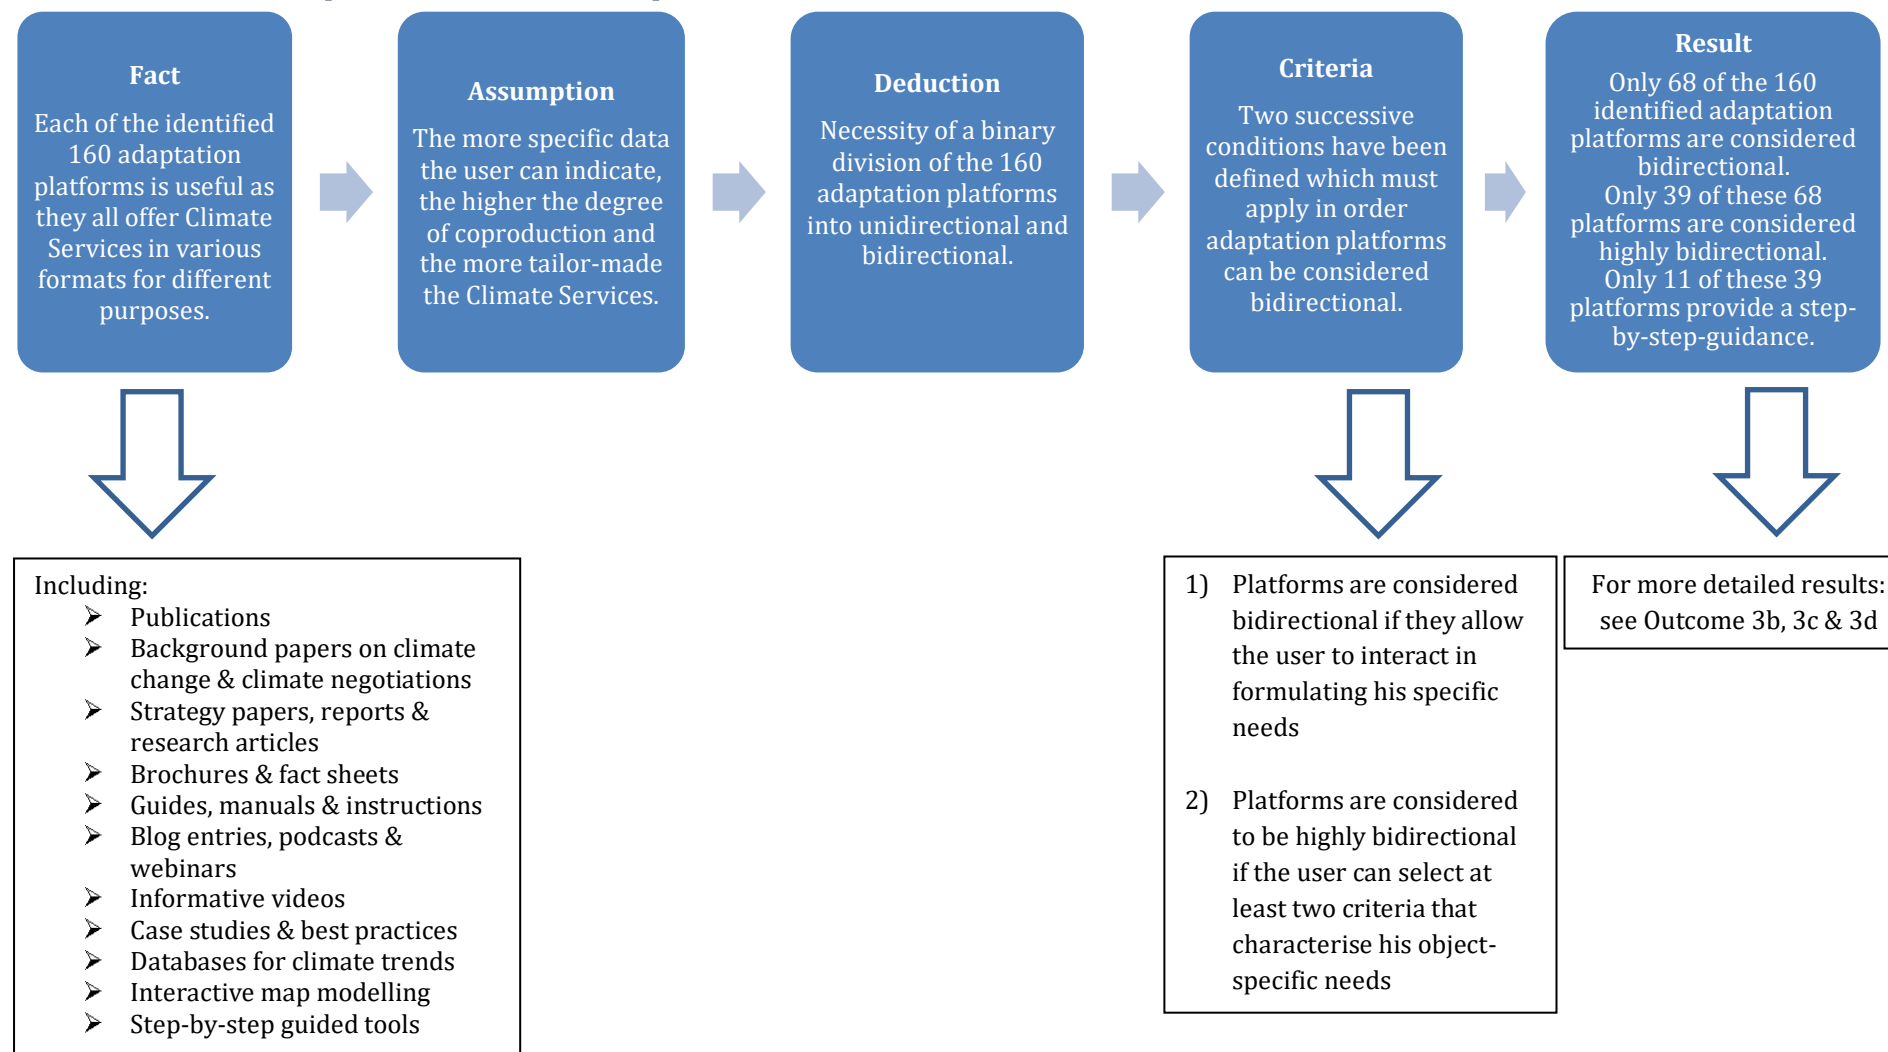 Fact
Each of the identified
160 adaptation
platforms is useful as
they all offer Climate
Services in various
formats for different
purposes.
Assumption
The more specific data
the user can indicate,
the higher the degree
of coproduction and
the more tailor-made
the Climate Services.
Deduction
Necessity of a binary
division of the 160
adaptation platforms
into unidirectional and
bidirectional.
Criteria
Two successive
conditions have been
defined which must
apply in order
adaptation platforms
can be considered
bidirectional.
Result
Only 68 of the 160
identified adaptation
platforms are considered
bidirectional.
Only 39 of these 68
platforms are considered
highly bidirectional.
Only 11 of these 39
platforms provide a step-
by-step-guidance.
Including:
➢ Publications
➢ Background papers on climate
change & climate negotiations
➢ Strategy papers, reports &
research articles
➢ Brochures & fact sheets
➢ Guides, manuals & instructions
➢ Blog entries, podcasts &
webinars
➢ Informative videos
➢ Case studies & best practices
➢ Databases for climate trends
➢ Interactive map modelling
➢ Step-by-step guided tools
1) Platforms are considered
bidirectional if they allow
the user to interact in
formulating his specific
needs
2) Platforms are considered
to be highly bidirectional
if the user can select at
least two criteria that
characterise his object-
specific needs
For more detailed results:
see Outcome 3b, 3c & 3d